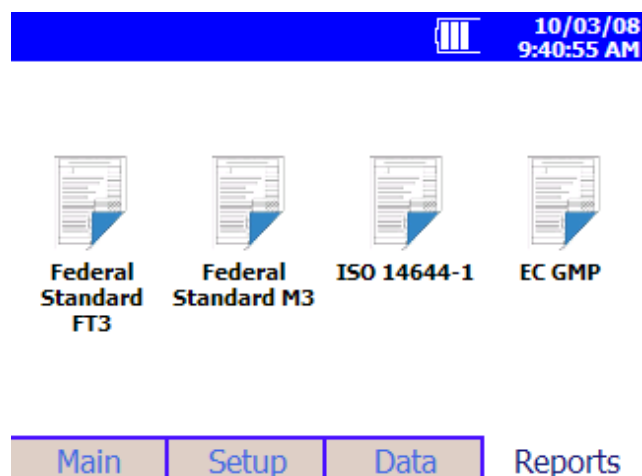 10/03/08
9:40:55 AM
Federal
Standard
FT3
Federal
Standard M3
ISO 14644-1
EC GMP
Main
Setup
Data
Reports